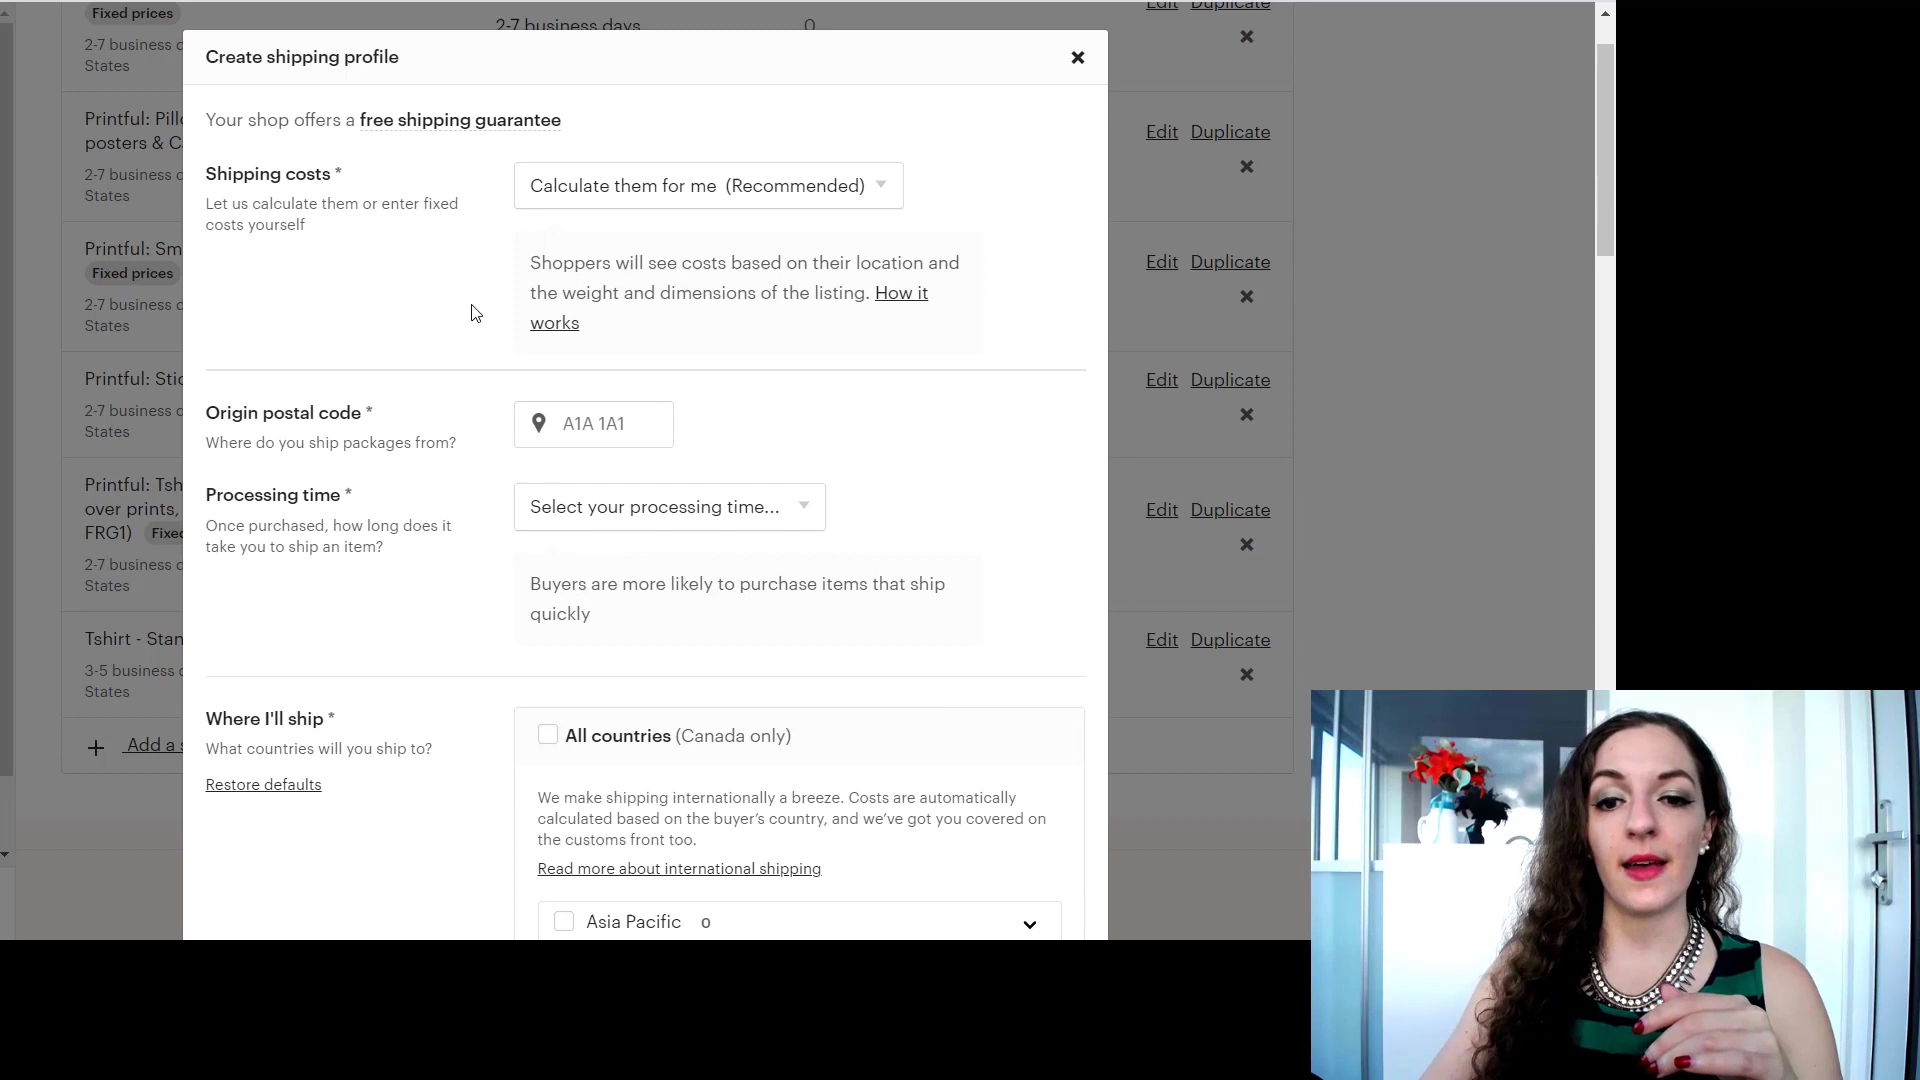 Fixed prices
2-7 business days
0
Edit Duplicate
2-7 business d
States
Create shipping profile
Your shop offers a free shipping guarantee
Shipping costs *
Let us calculate them or enter fixed
costs yourself
Calculate them for me (Recommended)
Shoppers will see costs based on their location and
the weight and dimensions of the listing. How it
works
Origin postal code *
Where do you ship packages from?
A1A 1A1
Processing time *
Once purchased, how long does it
take you to ship an item?
Select your processing time...
Buyers are more likely to purchase items that ship
quickly
Where I'll ship *
What countries will you ship to?
Restore defaults
All countries (Canada only)
We make shipping internationally a breeze. Costs are automatically
calculated based on the buyer’s country, and we’ve got you covered on
the customs front too.
Read more about international shipping
Asia Pacific 0
Printful: Pill
posters & C
2-7 business d
States
Edit Duplicate
Printful: Sm
Fixed prices
2-7 business d
States
Edit Duplicate
Printful: Stic
2-7 business d
States
Edit Duplicate
Printful: Tsh
over prints,
FRG1) Fixed
2-7 business d
States
Edit Duplicate
Tshirt - Stan
3-5 business d
States
Edit Duplicate
Add a s